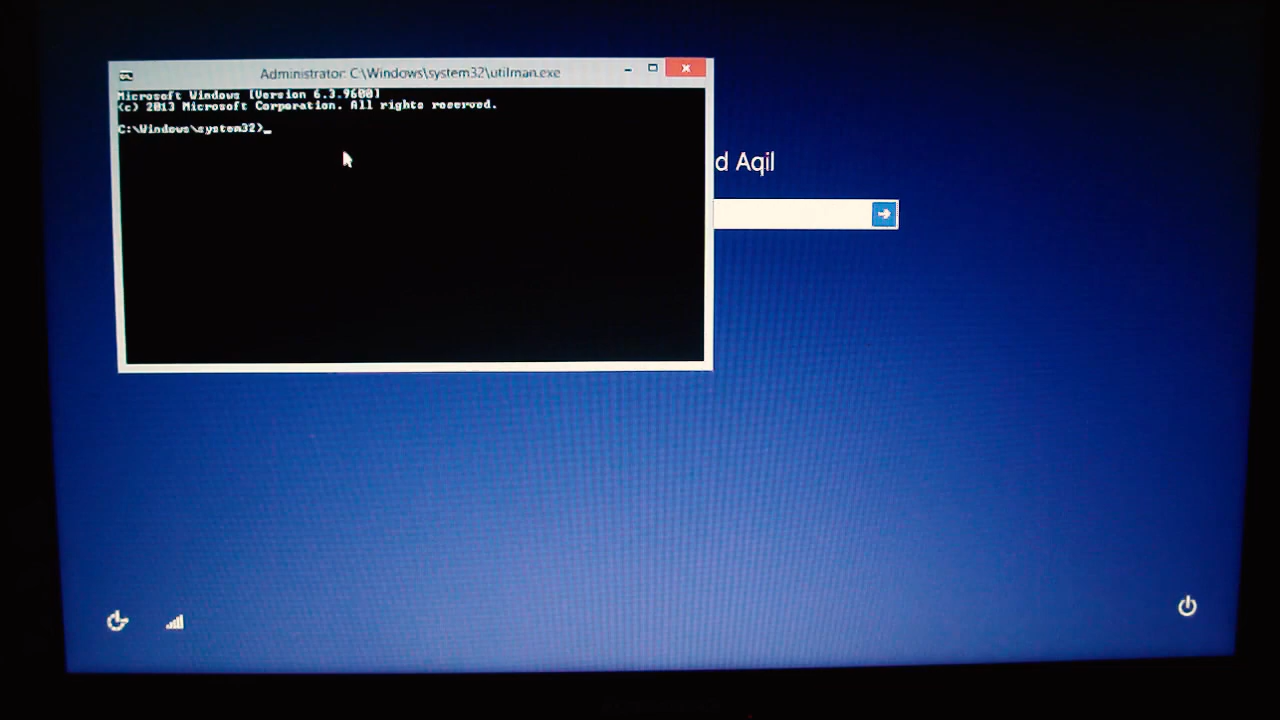 Administrator: C:\Windows\system32\utilman.exe
Microsoft Windows [Version 6.3.9600]
(c) 2013 Microsoft Corporation. All rights reserved.
C:\Windows\system32>_
d Aqil